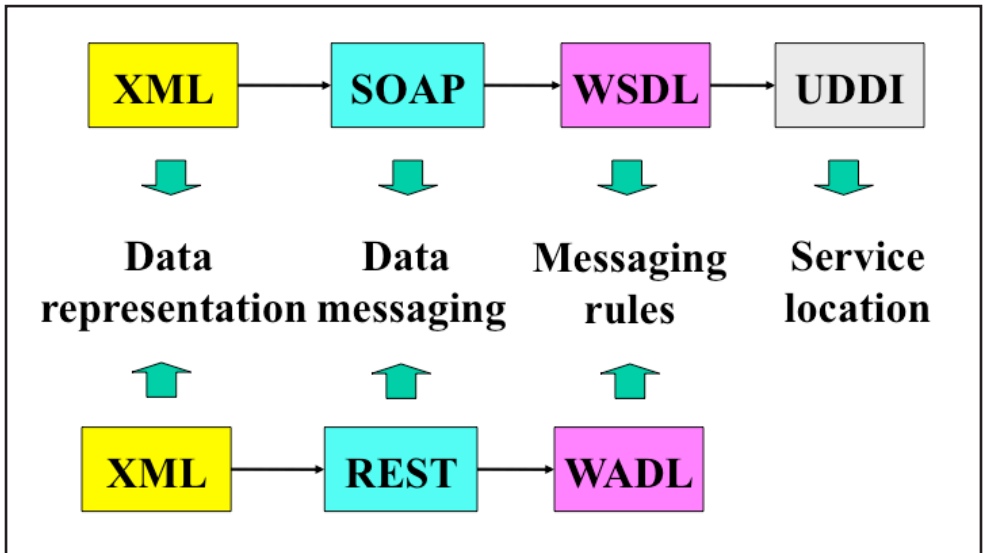 XML SOAP WSDL UDDI
Data Data Messaging Service
representation messaging rules location
XML REST WADL